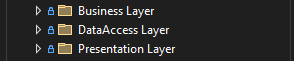 Business Layer
DataAccess Layer
Presentation Layer